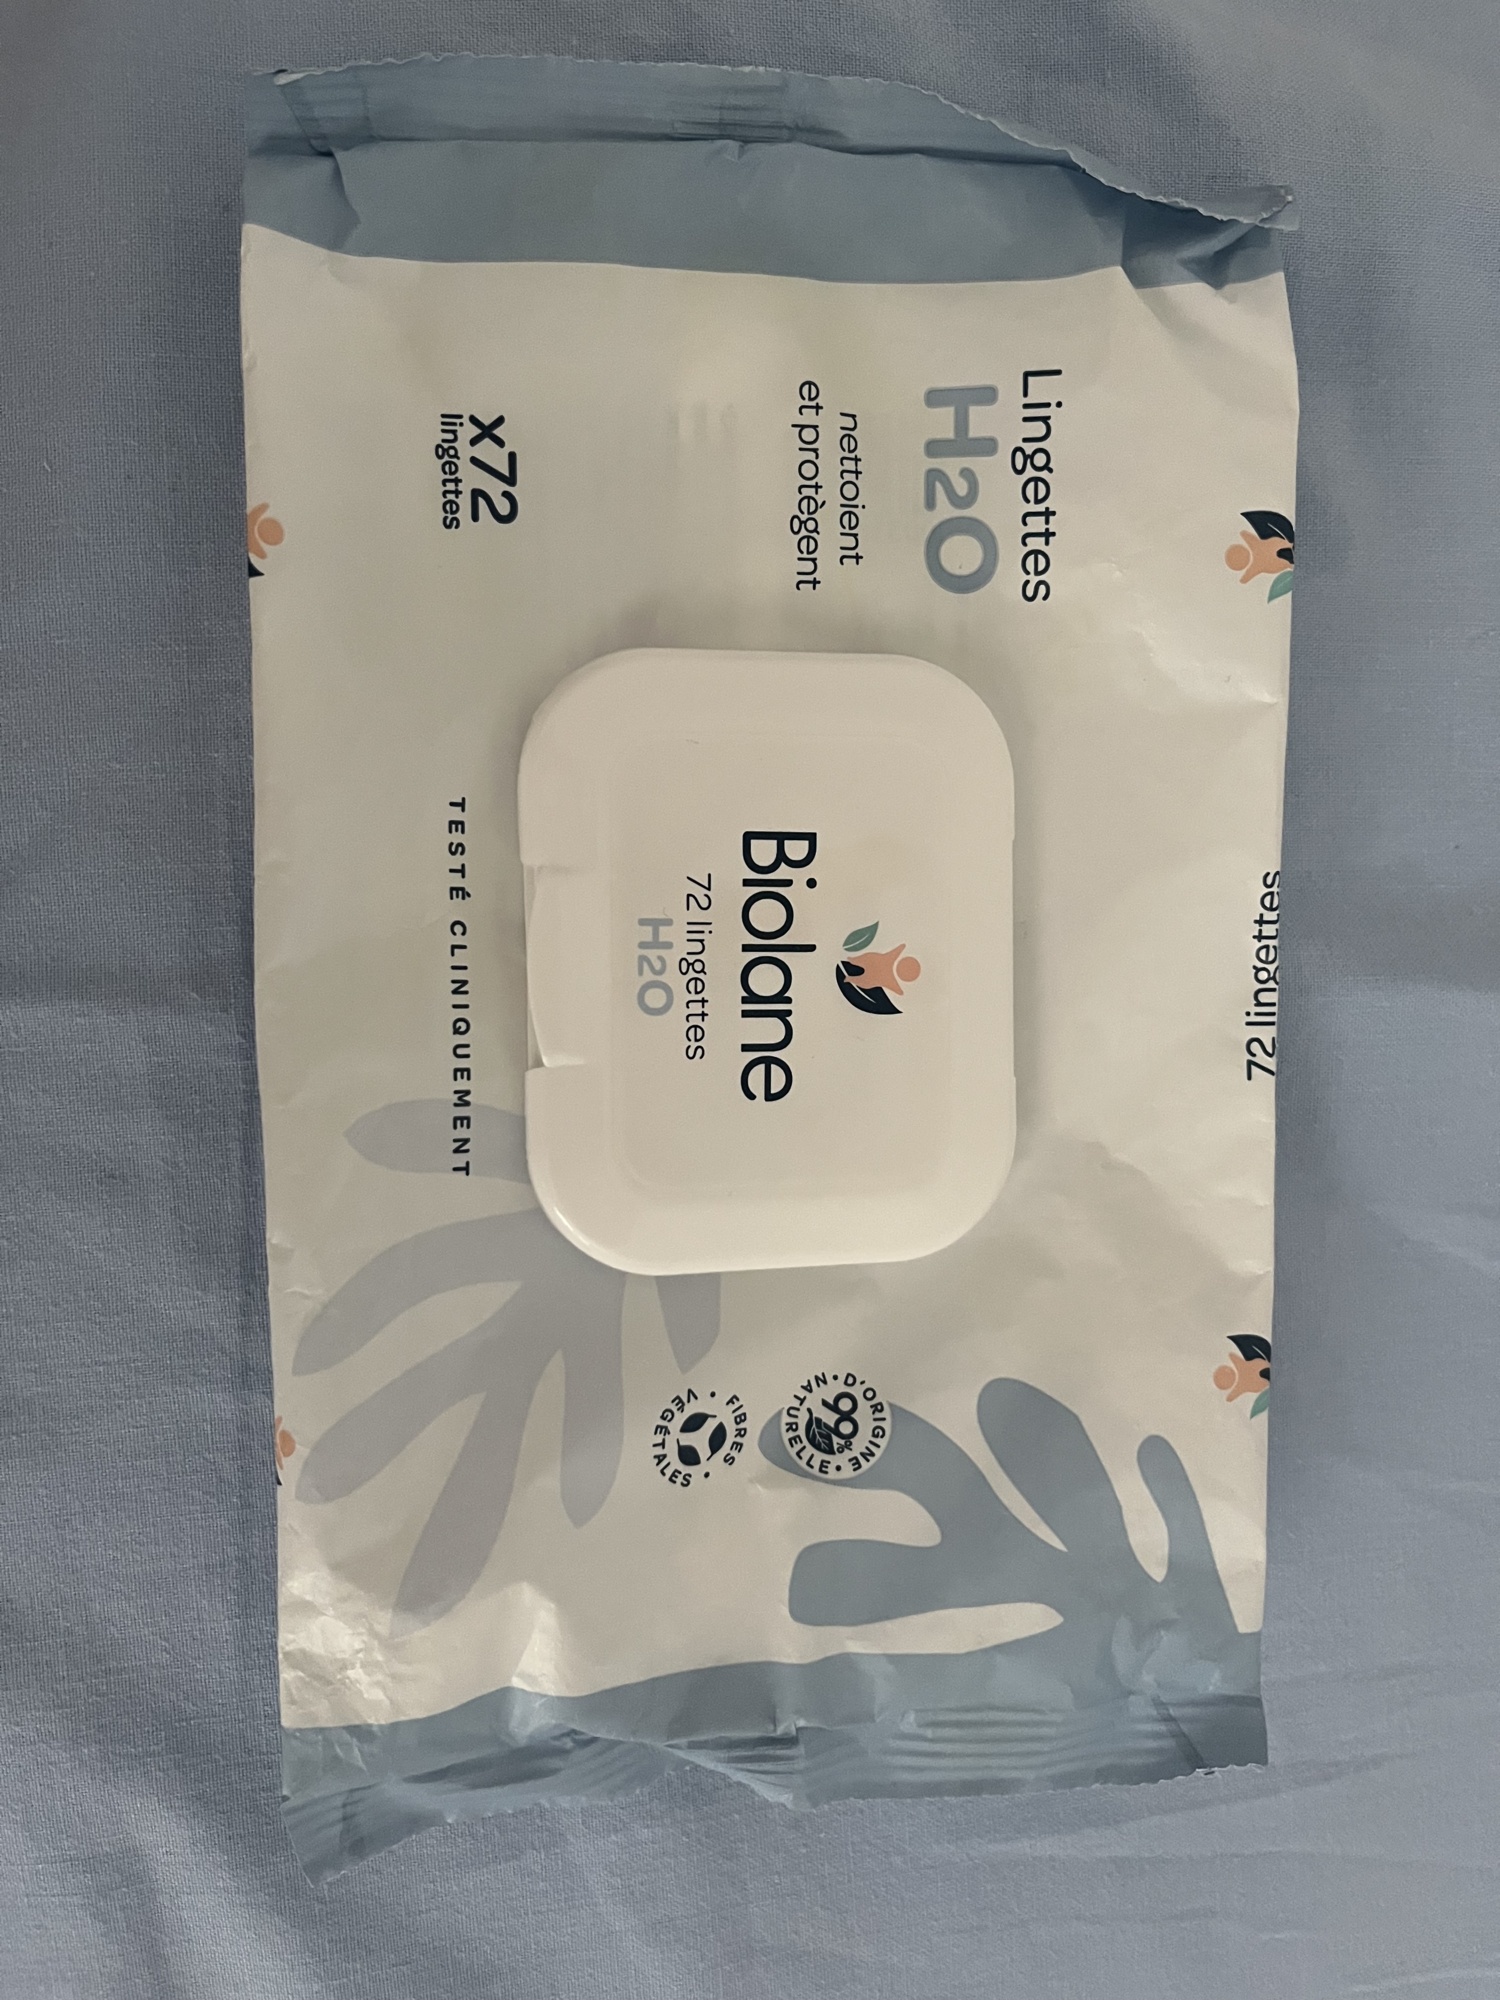 Lingettes
H2O
nettoient
et protègent
x72
lingettes
Biolane
72 lingettes
H2O
TESTÉ CLINIQUEMENT
99%
D'ORIGINE • NATURELLE •
FIBRES • VÉGÉTALES •
72 lingettes